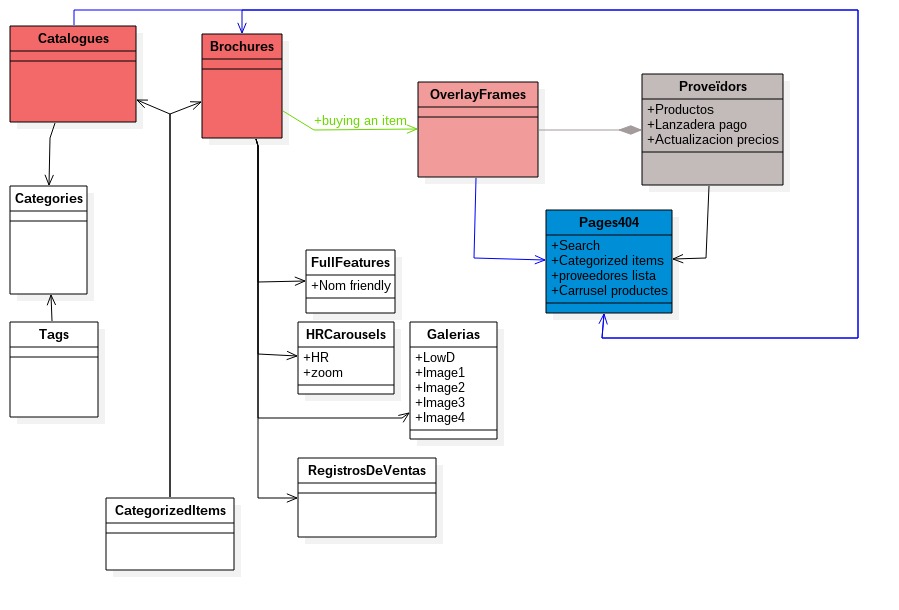 Catalogues
Brochures
+buying an item
OverlayFrames
Proveïdors
+Productos
+Lanzadera pago
+Actualizacion precios
Categories
Pages404
+Search
+Categorized items
+proveedores lista
+Carrusel productes
FullFeatures
+Nom friendly
Tags
HRCarousels
+HR
+zoom
Galerias
+LowD
+Image1
+Image2
+Image3
+Image4
RegistrosDeVentas
CategorizedItems